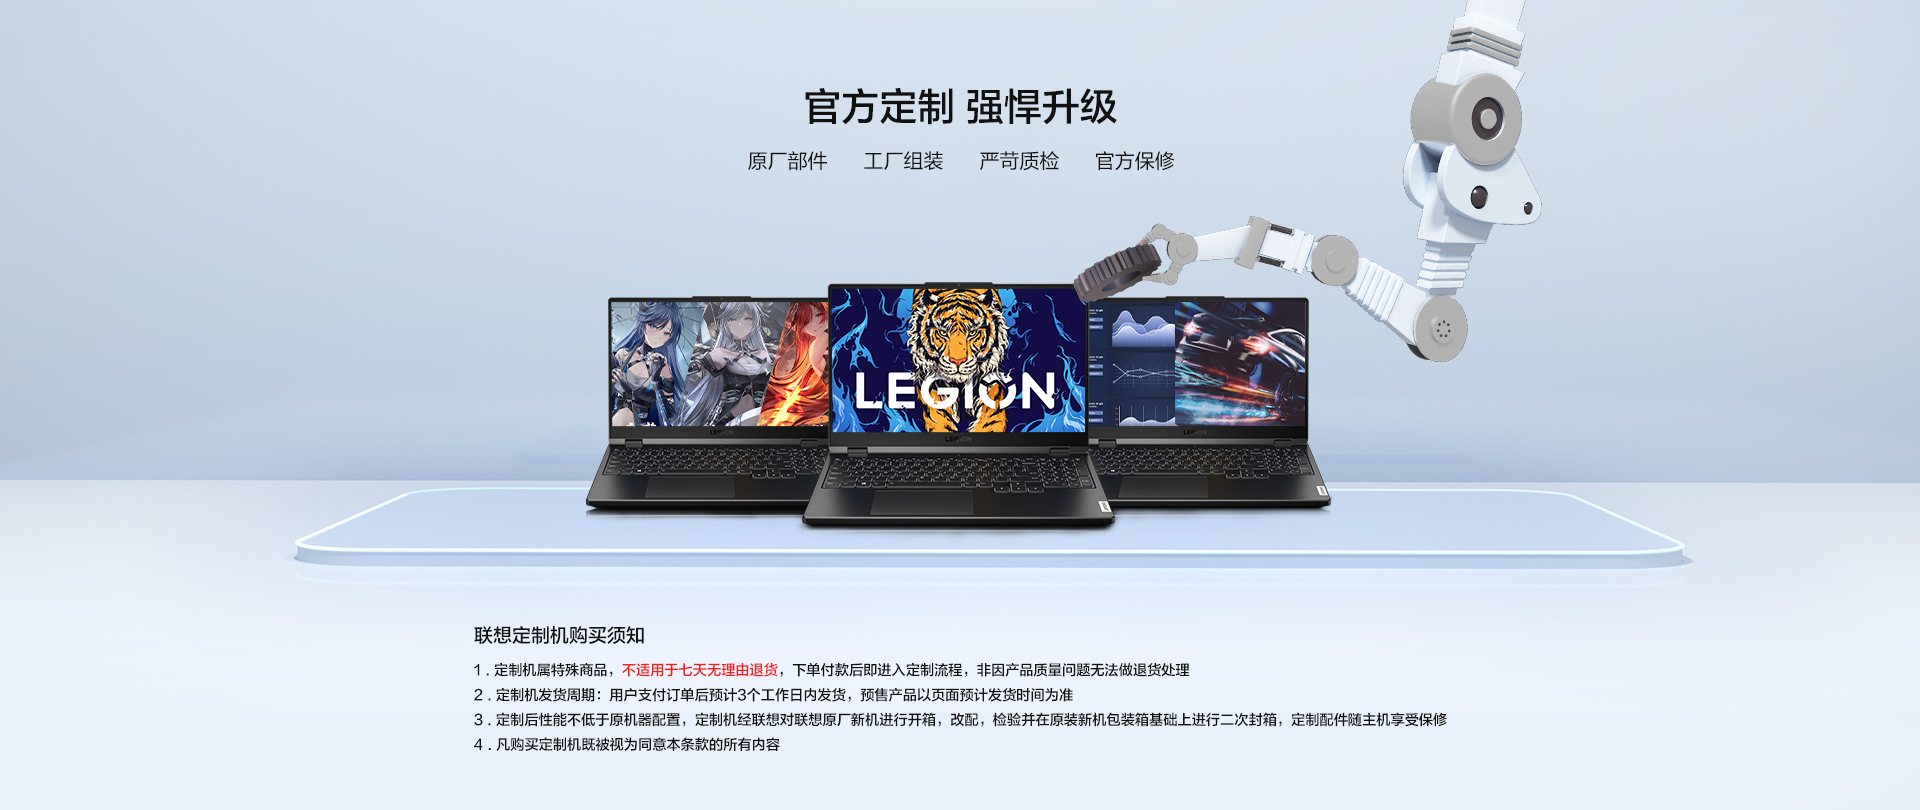 官方定制 强悍升级
原厂部件 工厂组装 严苛质检 官方保修
LEGION
LEGION
LEGION
LEGION
联想定制机购买须知
1．定制机属特殊商品，不适用于七天无理由退货，下单付款后即进入定制流程，非因产品质量问题无法做退货处理
2．定制机发货周期：用户支付订单后预计3个工作日内发货，预售产品以页面预计发货时间为准
3．定制后性能不低于原机器配置，定制机经联想对联想原厂新机进行开箱，改配，检验并在原装新机包装箱基础上进行二次封箱，定制配件随主机享受保修
4．凡购买定制机既被视为同意本条款的所有内容